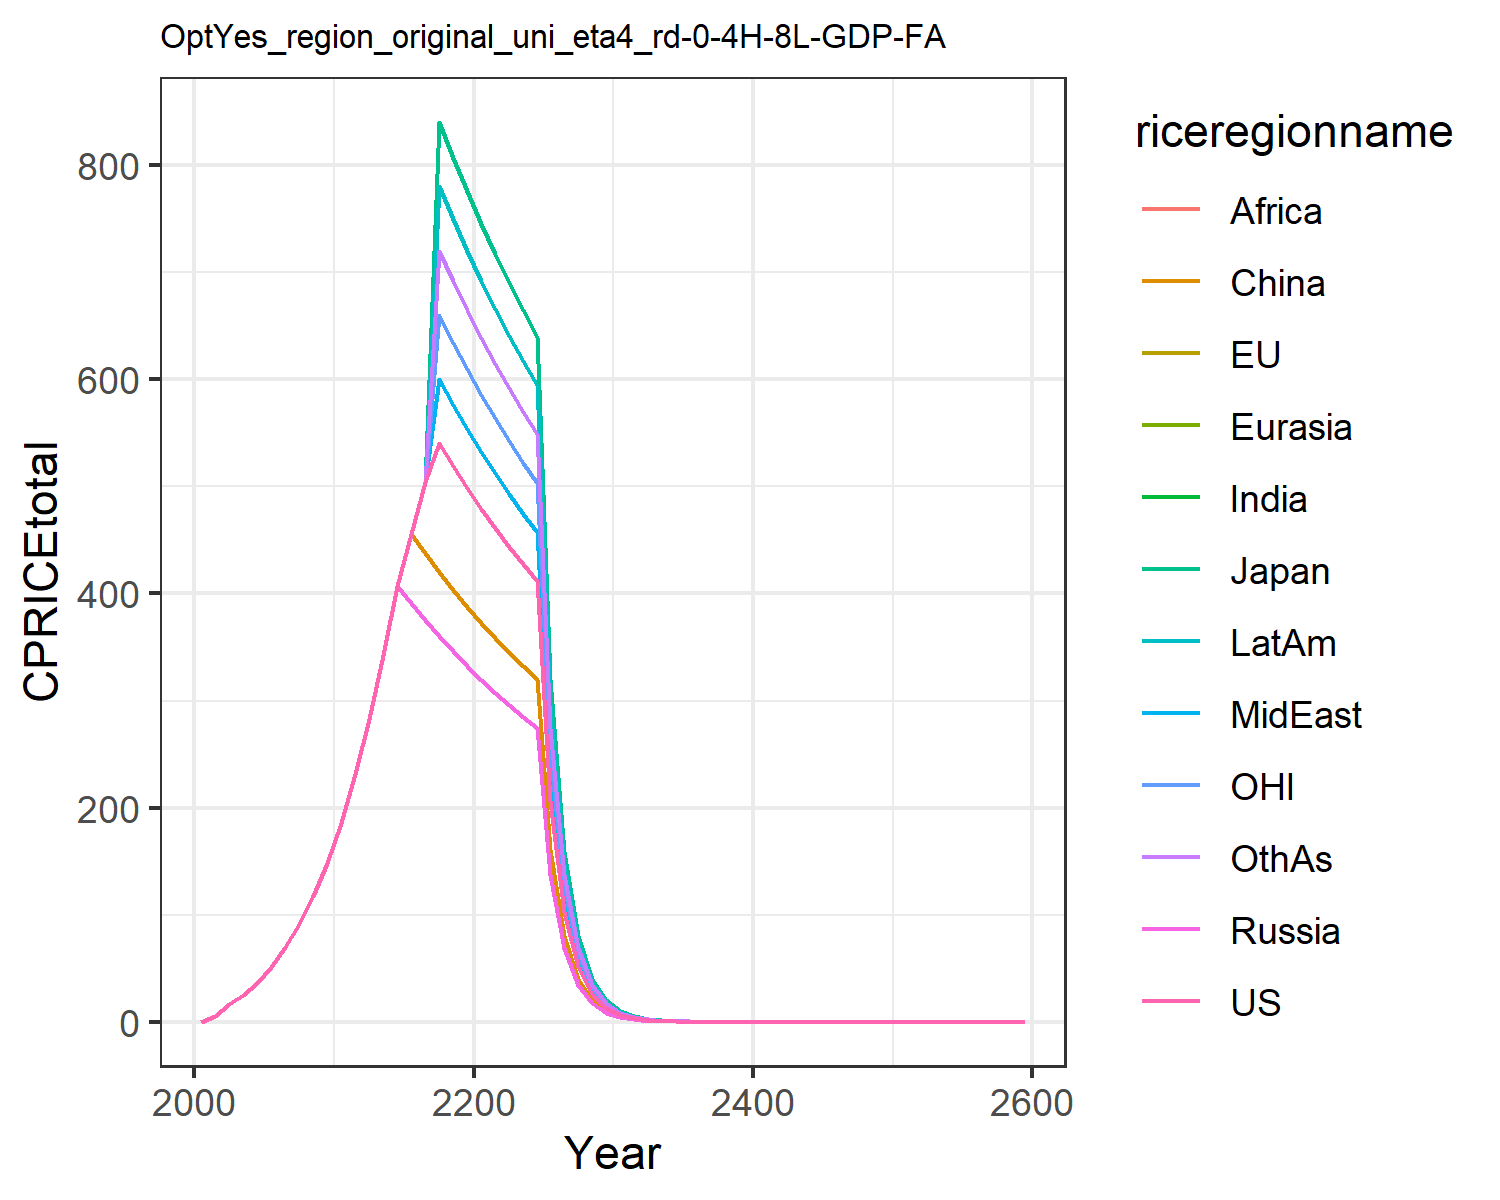 OptYes_region_original_uni_eta4_rd-0-4H-8L-GDP-FA
CPRICEtotal
800
600
400
200
0
2000 2200 2400 2600
Year
riceregionname
Africa
China
EU
Eurasia
India
Japan
LatAm
MidEast
OHI
OthAs
Russia
US